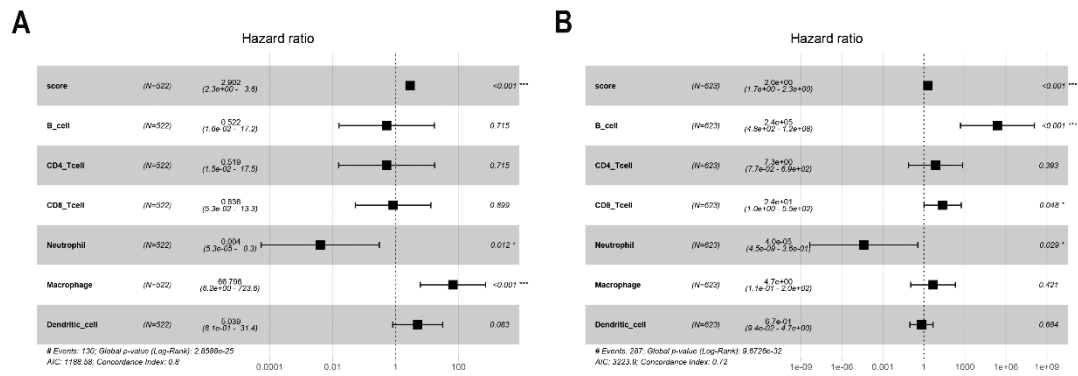 A
Hazard ratio
score (N=522) 2.902 (2.3e+00 - 3.6) <0.001 ***
B_cell (N=522) 0.522 (1.6e-02 - 17.2) 0.715
CD4_Tcell (N=522) 0.519 (1.5e-02 - 17.5) 0.715
CD8_Tcell (N=522) 0.836 (5.3e-02 - 13.3) 0.899
Neutrophil (N=522) 0.004 (5.3e-05 - 0.3) 0.012 *
Macrophage (N=522) 66.796 (6.2e+00 - 723.6) <0.001 ***
Dendritic_cell (N=522) 5.039 (8.1e-01 - 31.4) 0.083
# Events: 130; Global p-value (Log-Rank): 2.8588e-25
AIC: 1188.58; Concordance Index: 0.8
0.0001 0.01 1 100
B
Hazard ratio
score (N=623) 2.0e+00 (1.7e+00 - 2.3e+00) <0.001 ***
B_cell (N=623) 2.4e+05 (4.8e+02 - 1.2e+08) <0.001 ***
CD4_Tcell (N=623) 7.3e+00 (7.7e-02 - 6.9e+02) 0.393
CD8_Tcell (N=623) 2.4e+01 (1.0e+00 - 5.5e+02) 0.048 *
Neutrophil (N=623) 4.0e-05 (4.5e-09 - 3.6e-01) 0.029 *
Macrophage (N=623) 4.7e+00 (1.1e-01 - 2.0e+02) 0.421
Dendritic_cell (N=623) 6.7e-01 (9.4e-02 - 4.7e+00) 0.684
# Events: 287; Global p-value (Log-Rank): 9.6726e-32
AIC: 3223.9; Concordance Index: 0.72
1e-09 1e-06 0.001 1 1000 1e+06 1e+09